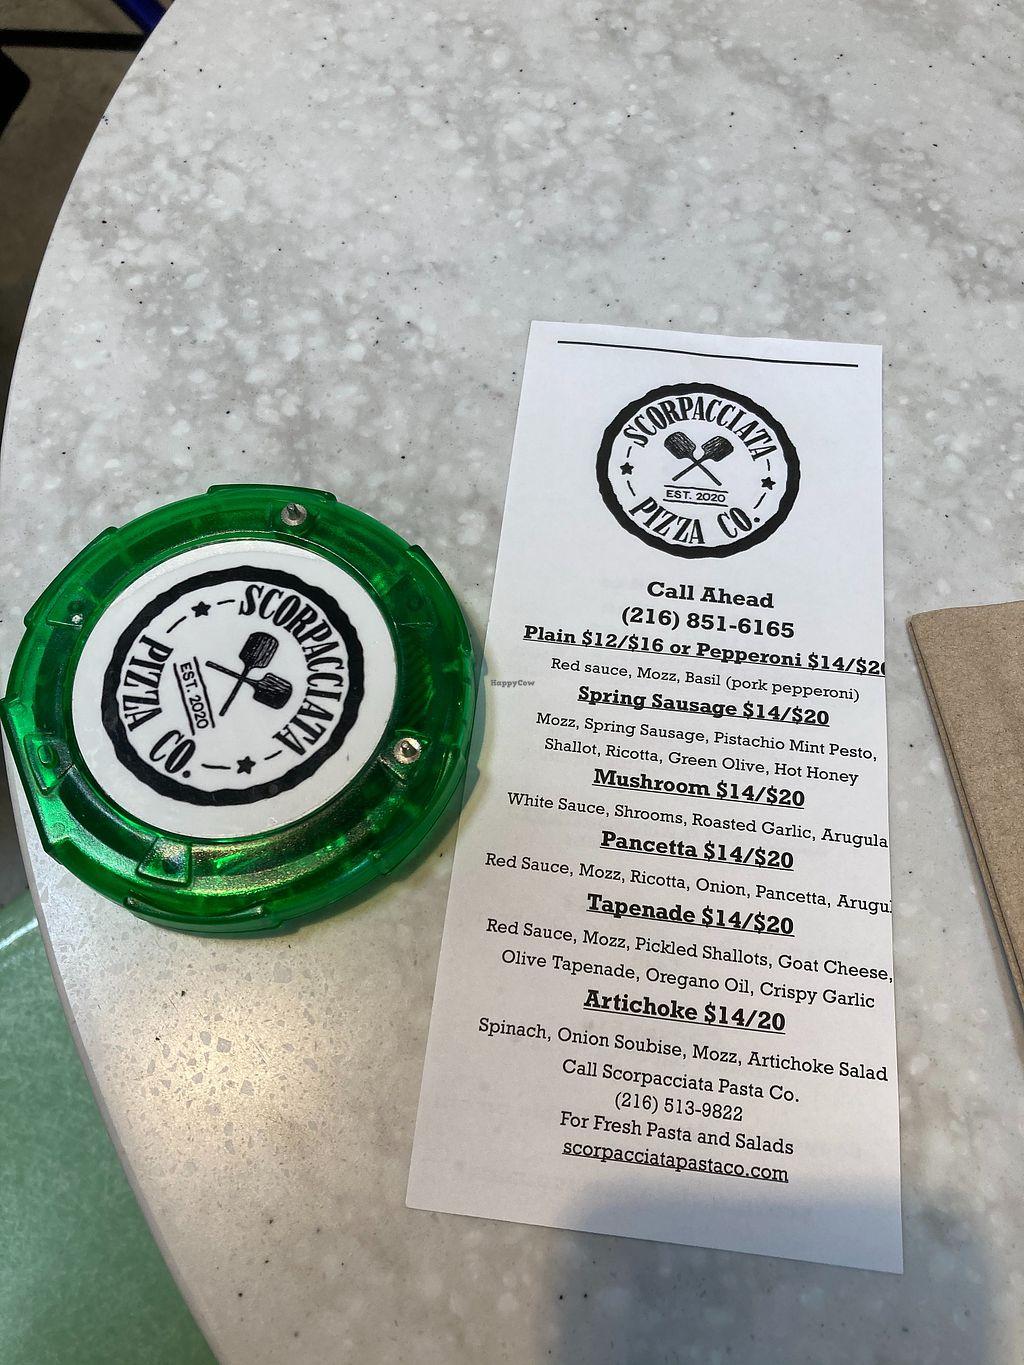 SCORPACCIATA
EST. 2020
PIZZA CO.
SCORPACCIATA
EST. 2020
PIZZA CO.
Call Ahead
(216) 851-6165
Plain $12/$16 or Pepperoni $14/$20
Red sauce, Mozz, Basil (pork pepperoni)
Spring Sausage $14/$20
Mozz, Spring Sausage, Pistachio Mint Pesto,
Shallot, Ricotta, Green Olive, Hot Honey
Mushroom $14/$20
White Sauce, Shrooms, Roasted Garlic, Arugula
Pancetta $14/$20
Red Sauce, Mozz, Ricotta, Onion, Pancetta, Arugul
Tapenade $14/$20
Red Sauce, Mozz, Pickled Shallots, Goat Cheese,
Olive Tapenade, Oregano Oil, Crispy Garlic
Artichoke $14/20
Spinach, Onion Soubise, Mozz, Artichoke Salad
Call Scorpacciata Pasta Co.
(216) 513-9822
For Fresh Pasta and Salads
scorpacciatapastaco.com
HappyCow